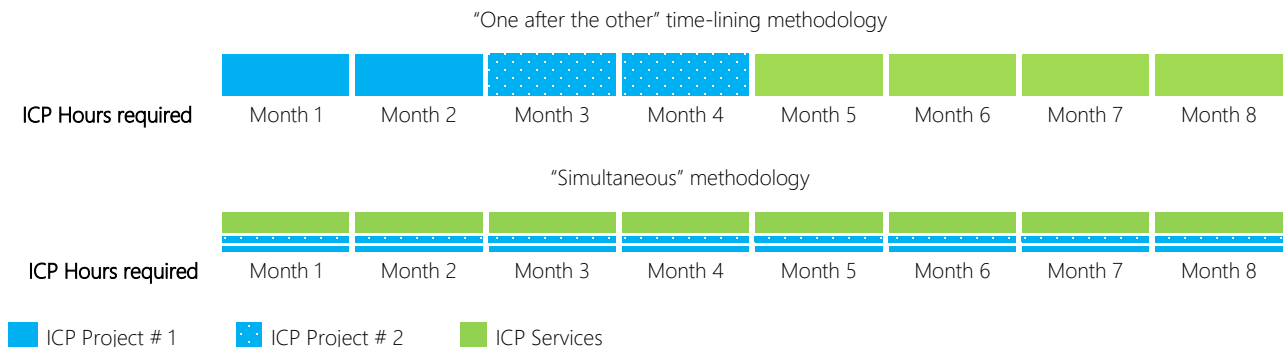 “One after the other” time-lining methodology
ICP Hours required Month 1 Month 2 Month 3 Month 4 Month 5 Month 6 Month 7 Month 8
“Simultaneous” methodology
ICP Hours required Month 1 Month 2 Month 3 Month 4 Month 5 Month 6 Month 7 Month 8
ICP Project # 1 ICP Project # 2 ICP Services